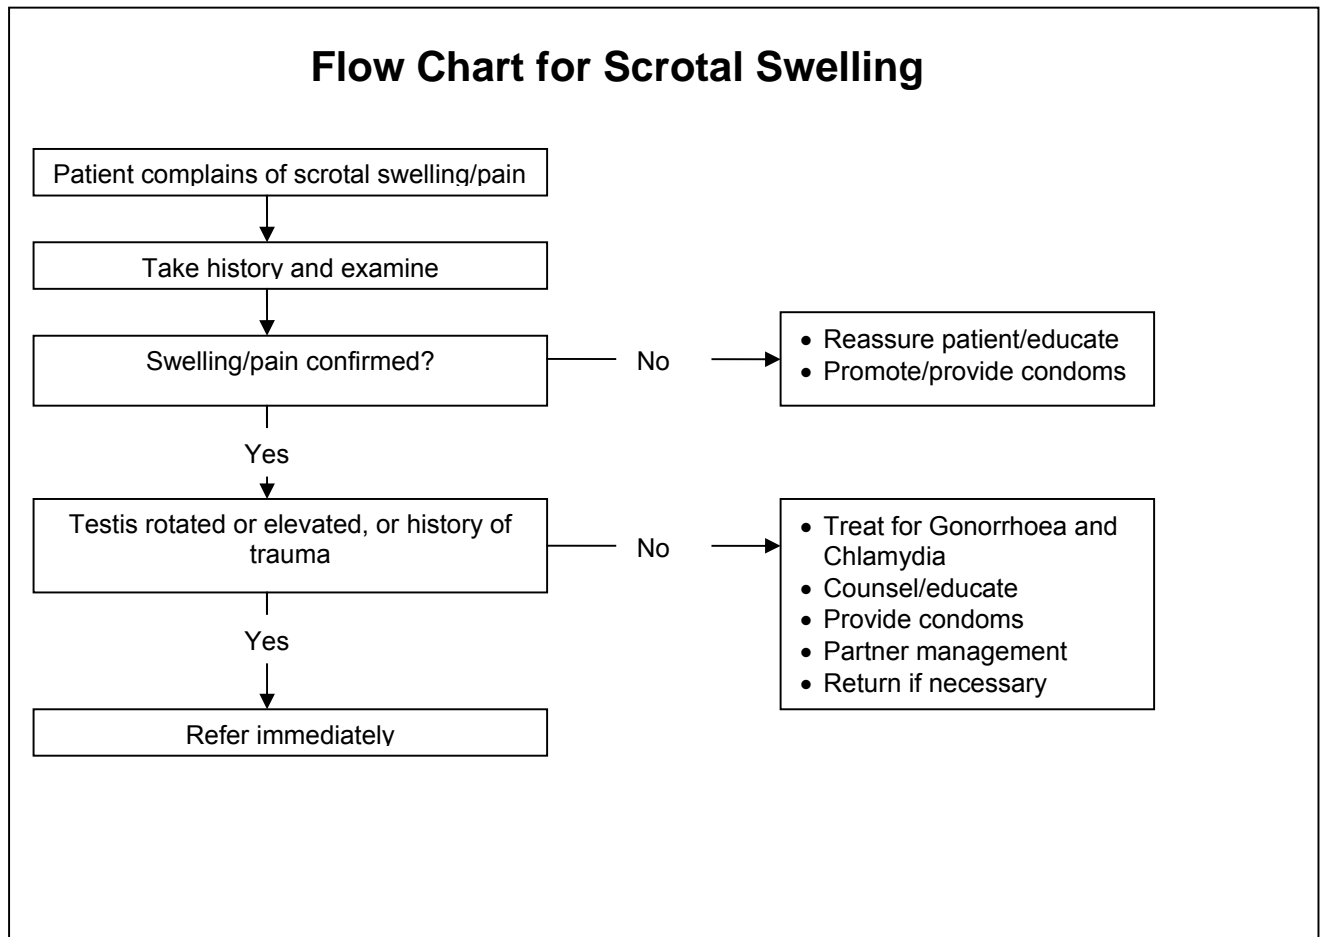 Flow Chart for Scrotal Swelling
Patient complains of scrotal swelling/pain
Take history and examine
Swelling/pain confirmed?
No
• Reassure patient/educate
• Promote/provide condoms
Yes
Testis rotated or elevated, or history of
trauma
No
• Treat for Gonorrhoea and
Chlamydia
• Counsel/educate
• Provide condoms
• Partner management
• Return if necessary
Yes
Refer immediately